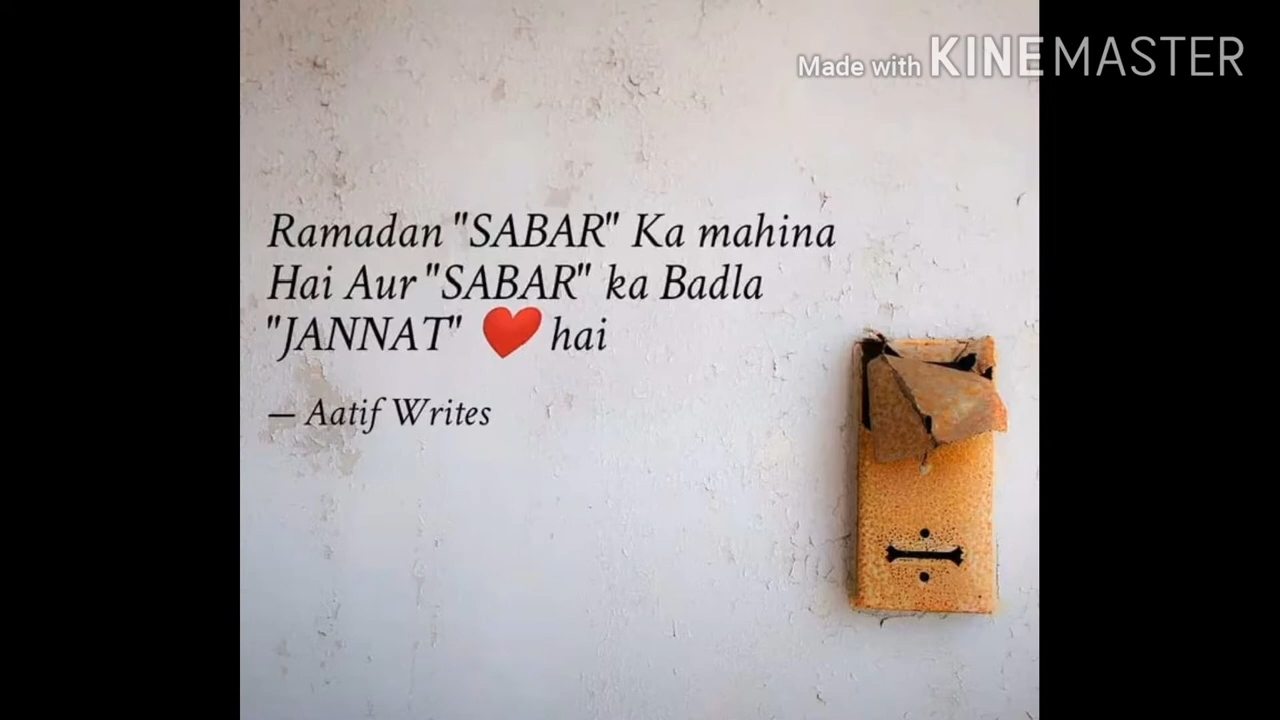 Made with KINEMASTER
Ramadan "SABAR" Ka mahina
Hai Aur "SABAR" ka Badla
"JANNAT" ❤️ hai
— Aatif Writes